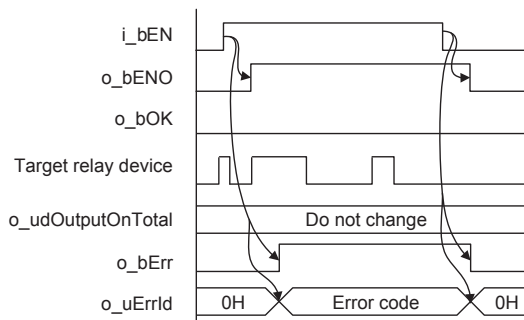 i_bEN
o_bENO
o_bOK
Target relay device
o_udOutputOnTotal Do not change
o_bErr
o_uErrId 0H Error code 0H